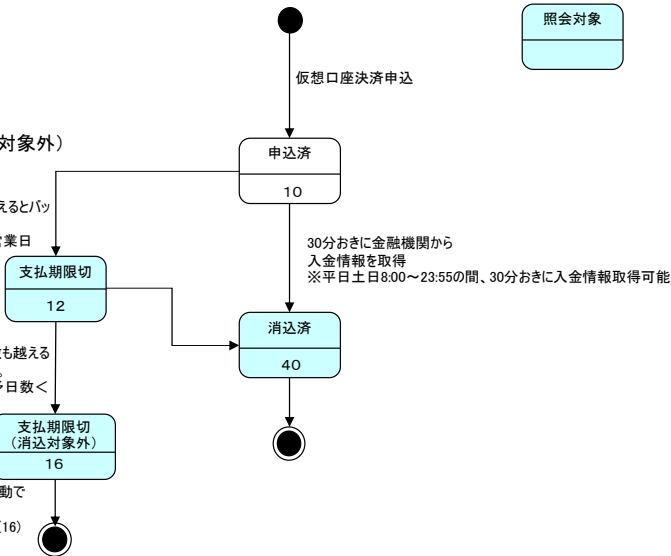 照会対象
仮想口座決済申込
対象外）
申込済
10
えるとバッ
営業日
30分おきに金融機関から
入金情報を取得
※平日土日8:00～23:55の間、30分おきに入金情報取得可能
支払期限切
12
消込済
40
も越える
予日数＜
支払期限切
（消込対象外）
16
動で
16)